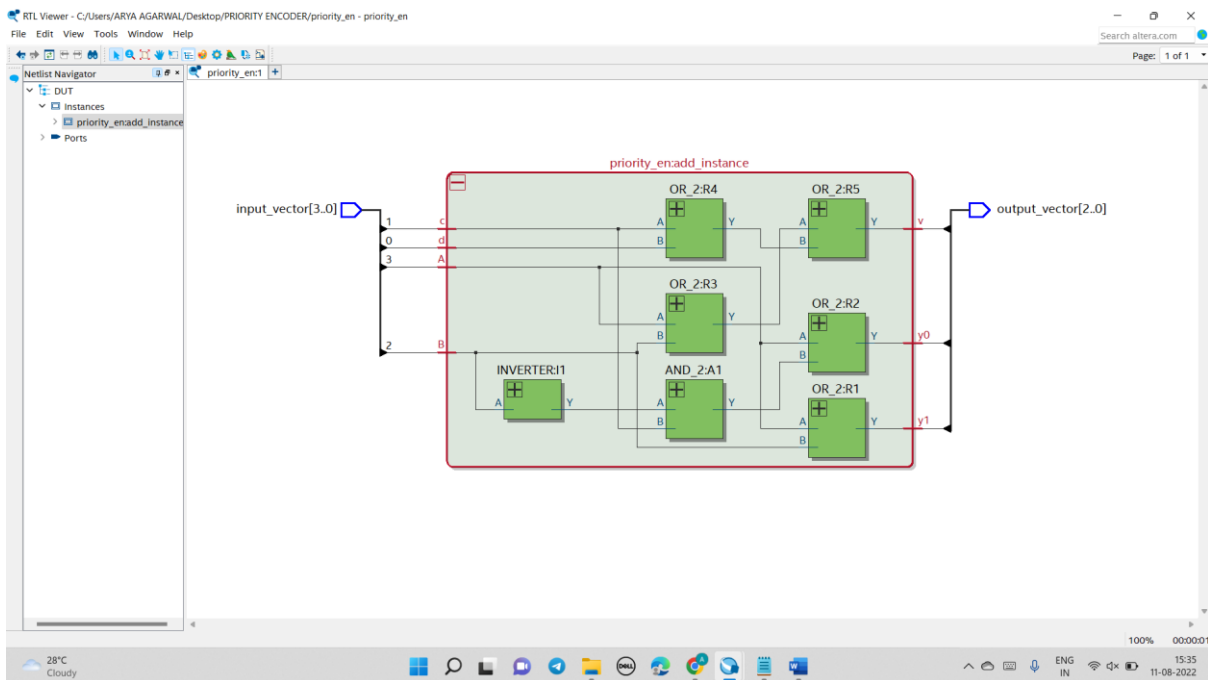 RTL Viewer - C:/Users/ARYA AGARWAL/Desktop/PRIORITY ENCODER/priority_en - priority_en
File Edit View Tools Window Help
Search altera.com
Page: 1 of 1
Netlist Navigator
priority_en:1
DUT
Instances
priority_en:add_instance
Ports
priority_en:add_instance
OR_2:R4
OR_2:R5
input_vector[3..0]
output_vector[2..0]
1
c
A
Y
A
Y
v
0
d
B
B
3
A
OR_2:R3
OR_2:R2
A
Y
B
A
Y
y0
2
B
B
INVERTER:I1
AND_2:A1
OR_2:R1
A
Y
A
Y
B
A
Y
y1
B
100% 00:00:01
28°C
Cloudy
DELL
ENG
IN
15:35
11-08-2022